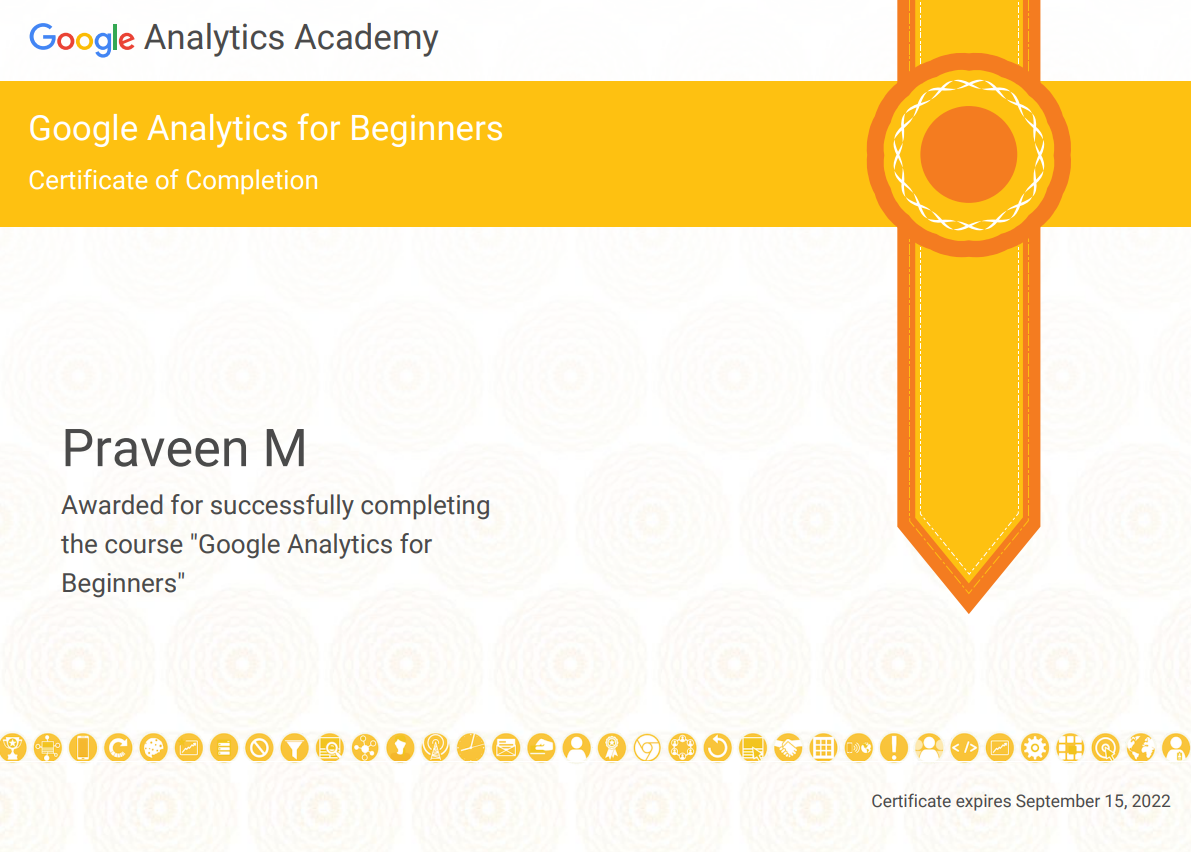 Google Analytics Academy
Google Analytics for Beginners
Certificate of Completion
Praveen M
Awarded for successfully completing
the course "Google Analytics for
Beginners"
Certificate expires September 15, 2022